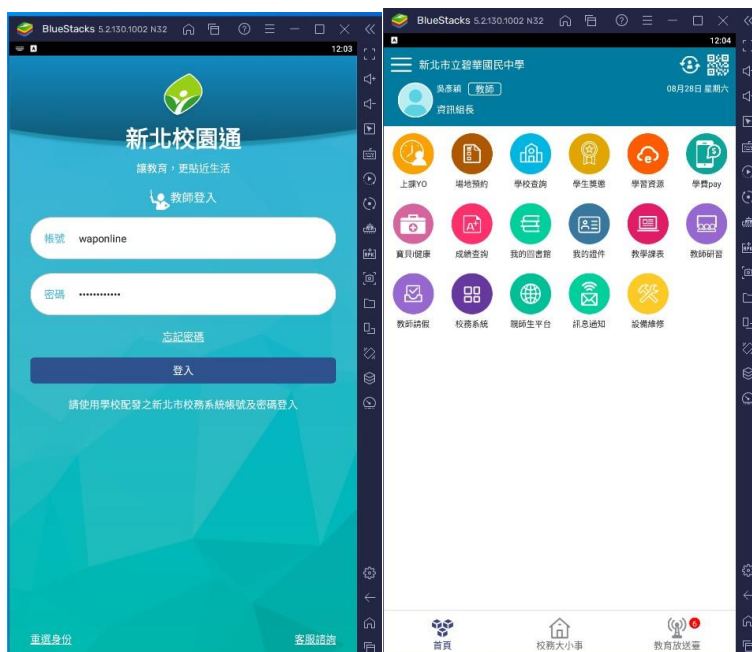 BlueStacks 5.2.130.1002 N32
12:03
新北校園通
讓教育，更貼近生活
教師登入
帳號 waponline
密碼 ••••••••••••
忘記密碼
登入
請使用學校配發之新北市校務系統帳號及密碼登入
重選身份 客服諮詢
BlueStacks 5.2.130.1002 N32
12:04
新北市立碧華國民中學
吳彥穎 教師
08月28日 星期六
資訊組長
上課YO 場地預約 學校查詢 學生獎懲 學習資源 學費pay
寶貝i健康 成績查詢 我的圖書館 我的證件 教學課表 教師研習
教師請假 校務系統 親師生平台 訊息通知 設備維修
首頁 校務大小事 教育放送臺
6